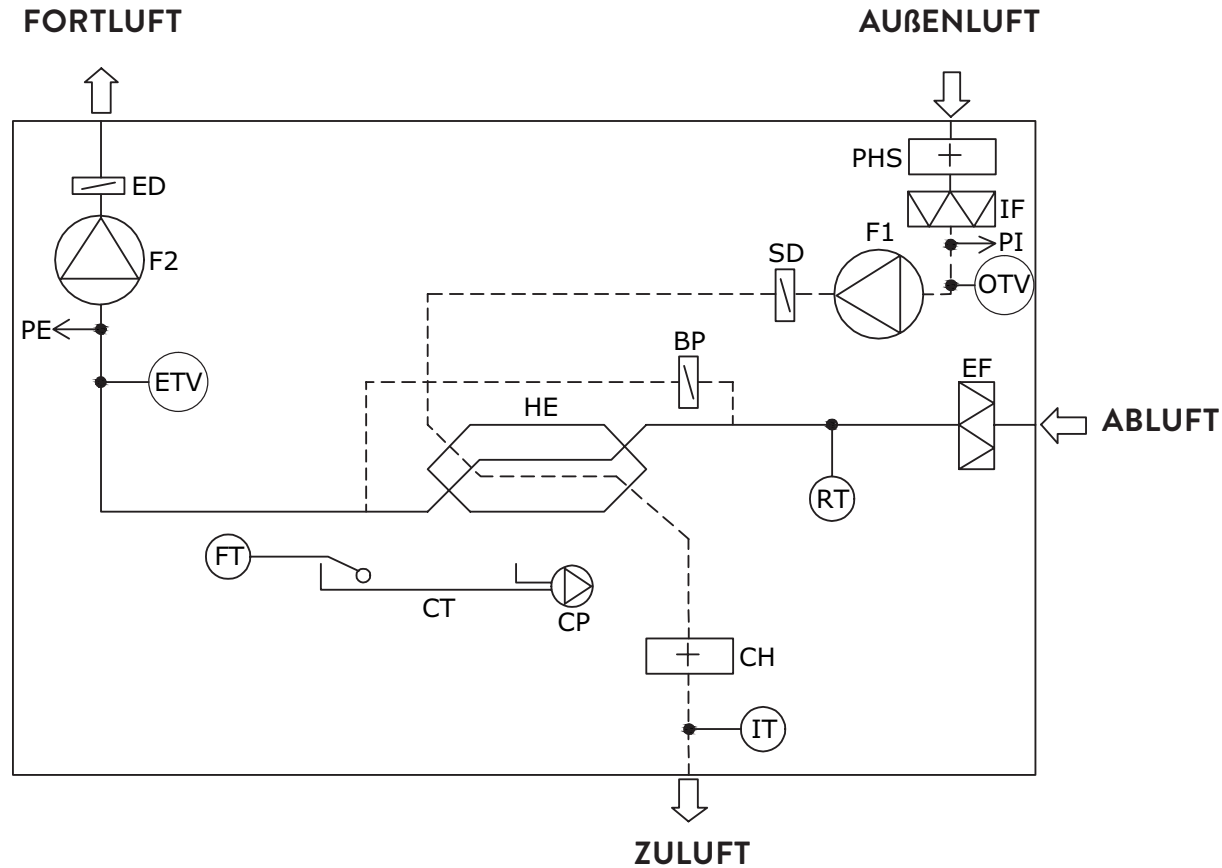 FORTLUFT
AUßENLUFT
PHS
ED
IF
F1
PI
F2
SD
OTV
PE
BP
EF
ETV
HE
ABLUFT
RT
FT
CT
CP
CH
IT
ZULUFT